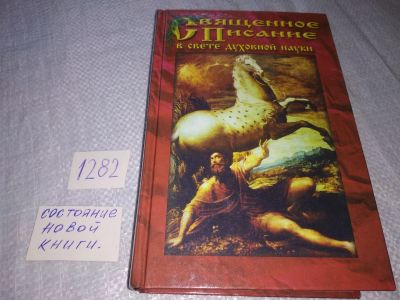 Священное
Писание
в свете духовной науки
1282
состояние
новой
книги.